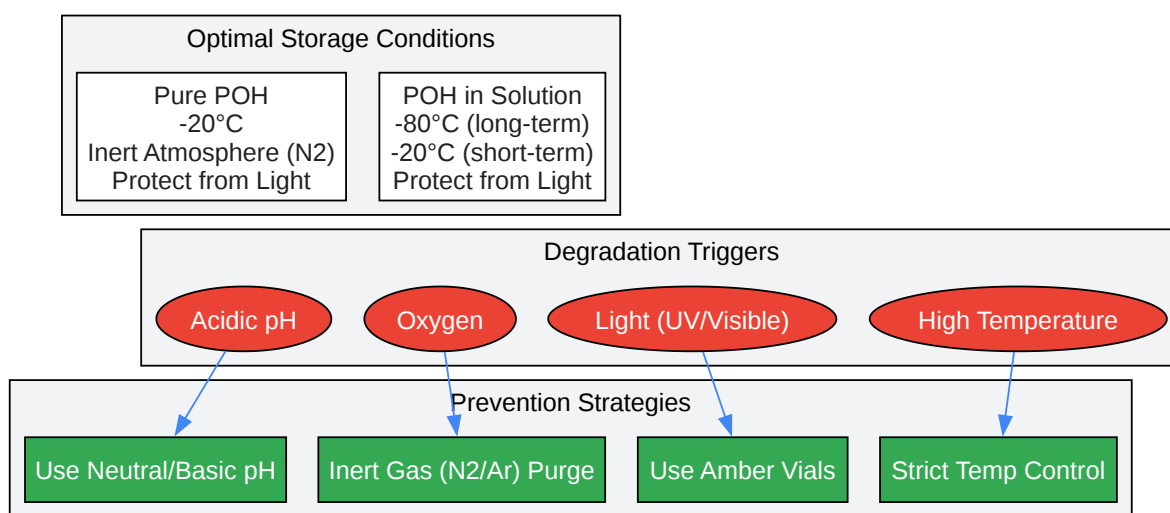 Optimal Storage Conditions
Pure POH
-20°C
Inert Atmosphere (N2)
Protect from Light
POH in Solution
-80°C (long-term)
-20°C (short-term)
Protect from Light
Degradation Triggers
Acidic pH
Oxygen
Light (UV/Visible)
High Temperature
Prevention Strategies
Use Neutral/Basic pH
Inert Gas (N2/Ar) Purge
Use Amber Vials
Strict Temp Control